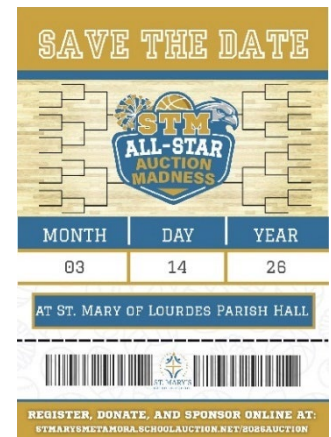 SAVE THE DATE
STM
ALL-STAR
AUCTION
MADNESS
MONTH DAY YEAR
03 14 26
AT ST. MARY OF LOURDES PARISH HALL
ST. MARY'S
REGISTER, DONATE, AND SPONSOR ONLINE AT:
STMARYSMETAMORA.SCHOOLAUCTION.NET/2026AUCTION